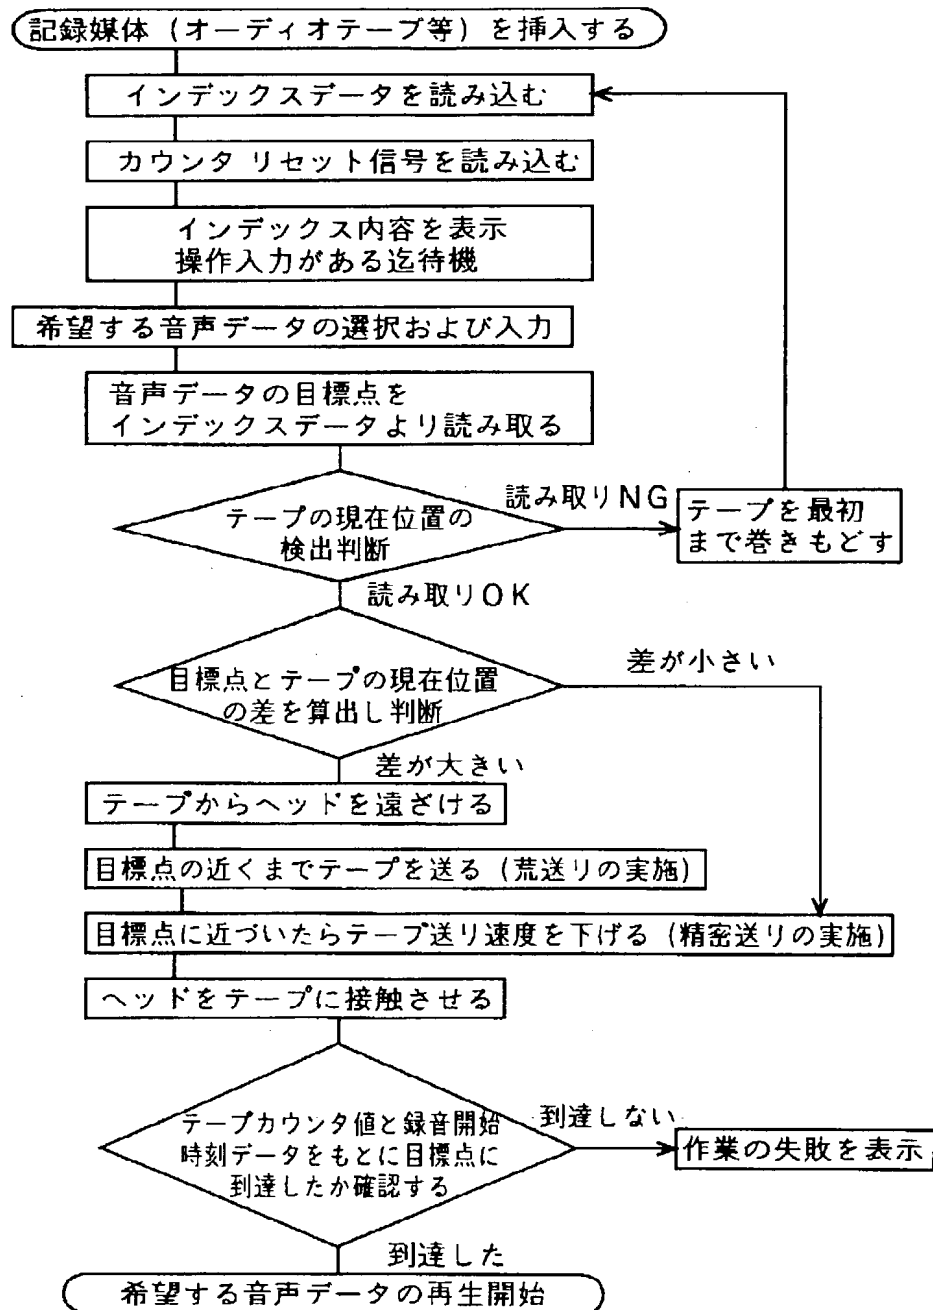 記録媒体（オーディオテープ等）を挿入する
インデックスデータを読み込む
カウンタ リセット信号を読み込む
インデックス内容を表示
操作入力がある迄待機
希望する音声データの選択および入力
音声データの目標点を
インデックスデータより読み取る
テープの現在位置の
検出判断
読み取りNG
テープを最初
まで巻きもどす
読み取りOK
目標点とテープの現在位置
の差を算出し判断
差が小さい
差が大きい
テープからヘッドを遠ざける
目標点の近くまでテープを送る（荒送りの実施）
目標点に近づいたらテープ送り速度を下げる（精密送りの実施）
ヘッドをテープに接触させる
テープカウンタ値と録音開始
時刻データをもとに目標点に
到達したか確認する
到達しない
作業の失敗を表示
到達した
希望する音声データの再生開始